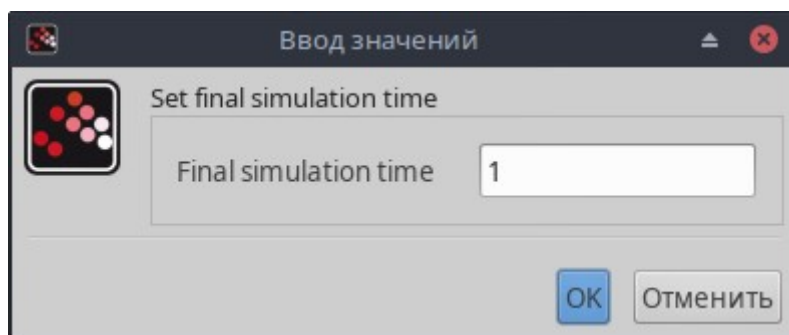 Ввод значений
Set final simulation time
Final simulation time 1
OK Отменить